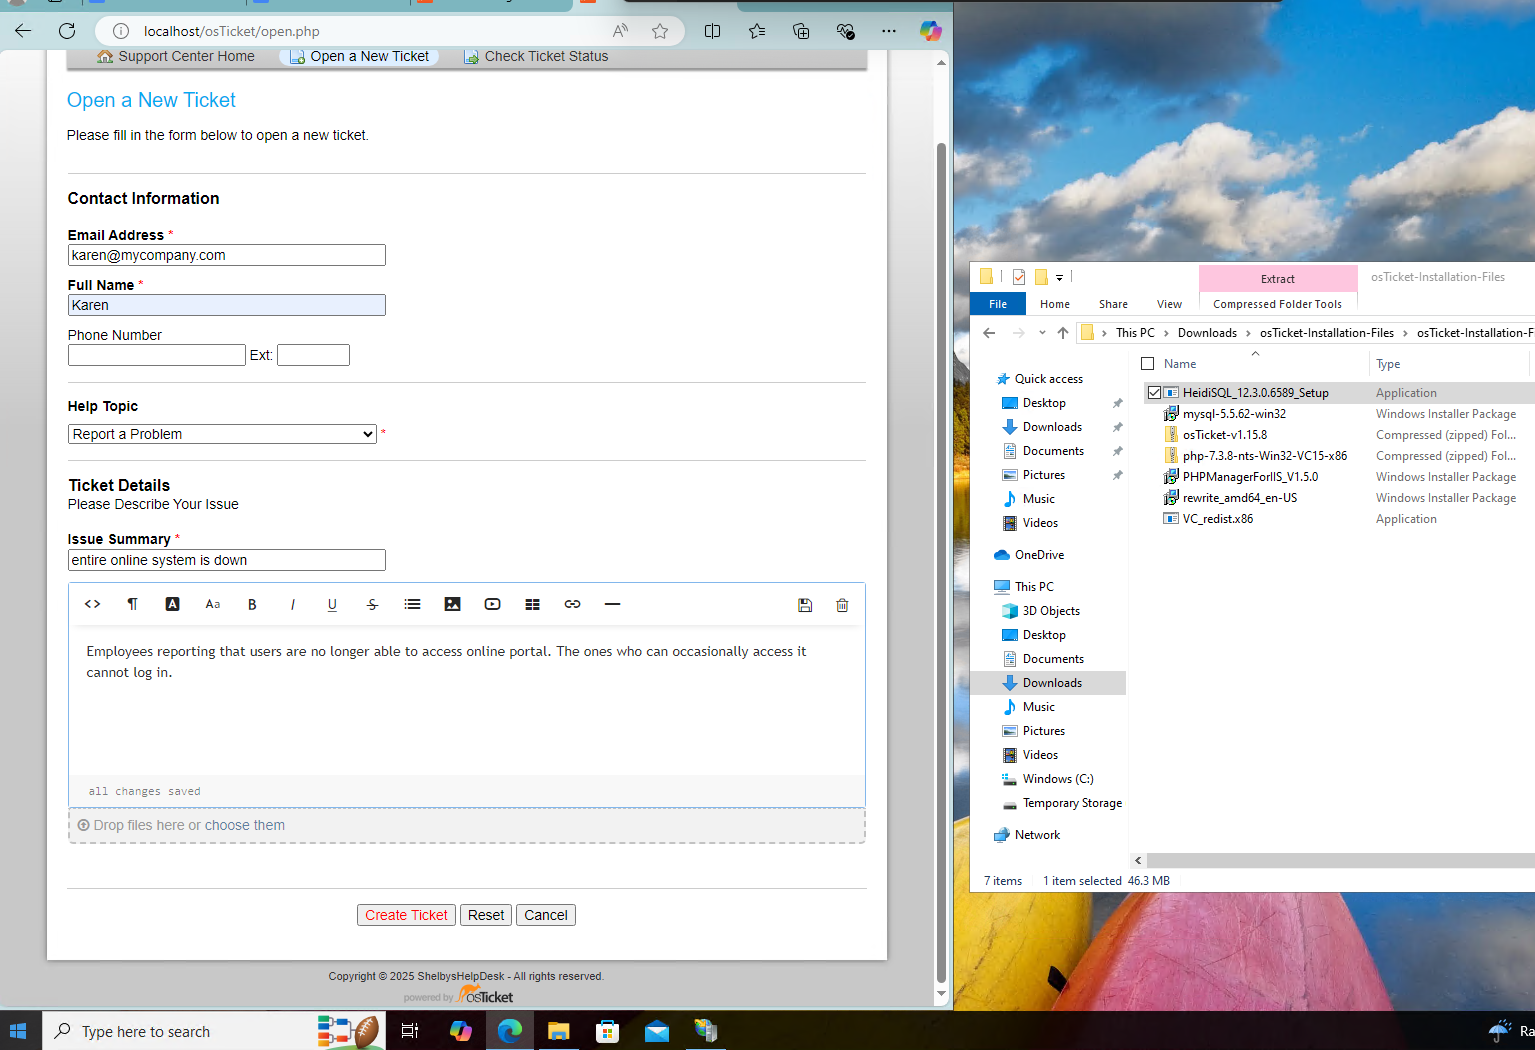 localhost/osTicket/open.php
Support Center Home
Open a New Ticket
Check Ticket Status
Open a New Ticket
Please fill in the form below to open a new ticket.
Contact Information
Email Address *
karen@mycompany.com
Full Name *
Karen
Phone Number
Ext:
Help Topic
Report a Problem *
Ticket Details
Please Describe Your Issue
Issue Summary *
entire online system is down
<> ¶ A Aa B I U S
Employees reporting that users are no longer able to access online portal. The ones who can occasionally access it
cannot log in.
all changes saved
Drop files here or choose them
Create Ticket
Reset
Cancel
Copyright © 2025 ShelbysHelpDesk - All rights reserved.
powered by osTicket
Extract
osTicket-Installation-Files
File
Home
Share
View
Compressed Folder Tools
This PC > Downloads > osTicket-Installation-Files > osTicket-Installation-F
Name
Type
Quick access
Desktop
Downloads
Documents
Pictures
Music
Videos
OneDrive
This PC
3D Objects
Desktop
Documents
Downloads
Music
Pictures
Videos
Windows (C:)
Temporary Storage
Network
HeidiSQL_12.3.0.6589_Setup Application
mysql-5.5.62-win32 Windows Installer Package
osTicket-v1.15.8 Compressed (zipped) Fol...
php-7.3.8-nts-Win32-VC15-x86 Compressed (zipped) Fol...
PHPManagerForIIS_V1.5.0 Windows Installer Package
rewrite_amd64_en-US Windows Installer Package
VC_redist.x86 Application
7 items
1 item selected 46.3 MB
Type here to search
Ra